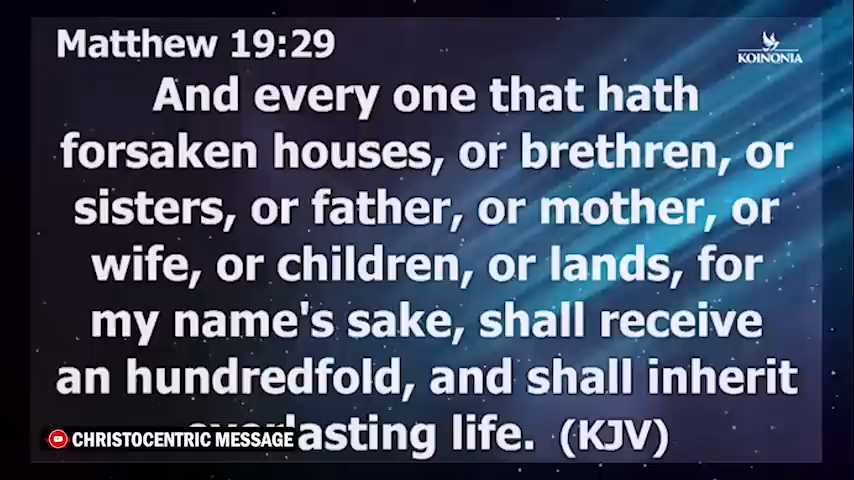 Matthew 19:29
KOINONIA
And every one that hath
forsaken houses, or brethren, or
sisters, or father, or mother, or
wife, or children, or lands, for
my name's sake, shall receive
an hundredfold, and shall inherit
everlasting life. (KJV)
CHRISTOCENTRIC MESSAGE